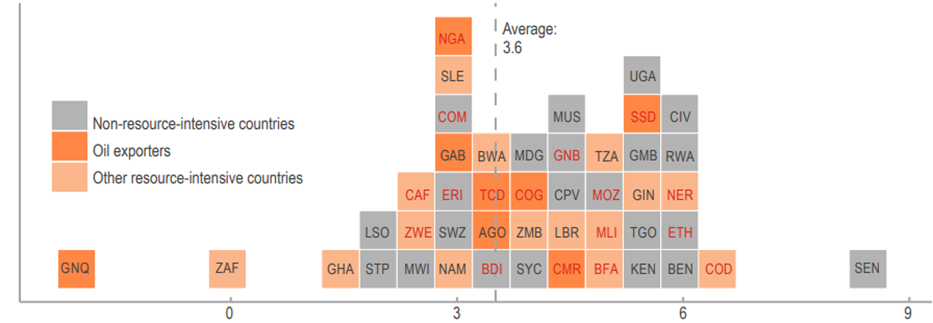 Average:
3.6
NGA
SLE
UGA
COM
MUS
SSD
CIV
Non-resource-intensive countries
Oil exporters
Other resource-intensive countries
GAB
BWA
MDG
GNB
TZA
GMB
RWA
CAF
ERI
TCD
COG
CPV
MOZ
GIN
NER
LSO
ZWE
SWZ
AGO
ZMB
LBR
MLI
TGO
ETH
GNQ
ZAF
GHA
STP
MWI
NAM
BDI
SYC
CMR
BFA
KEN
BEN
COD
SEN
0
3
6
9